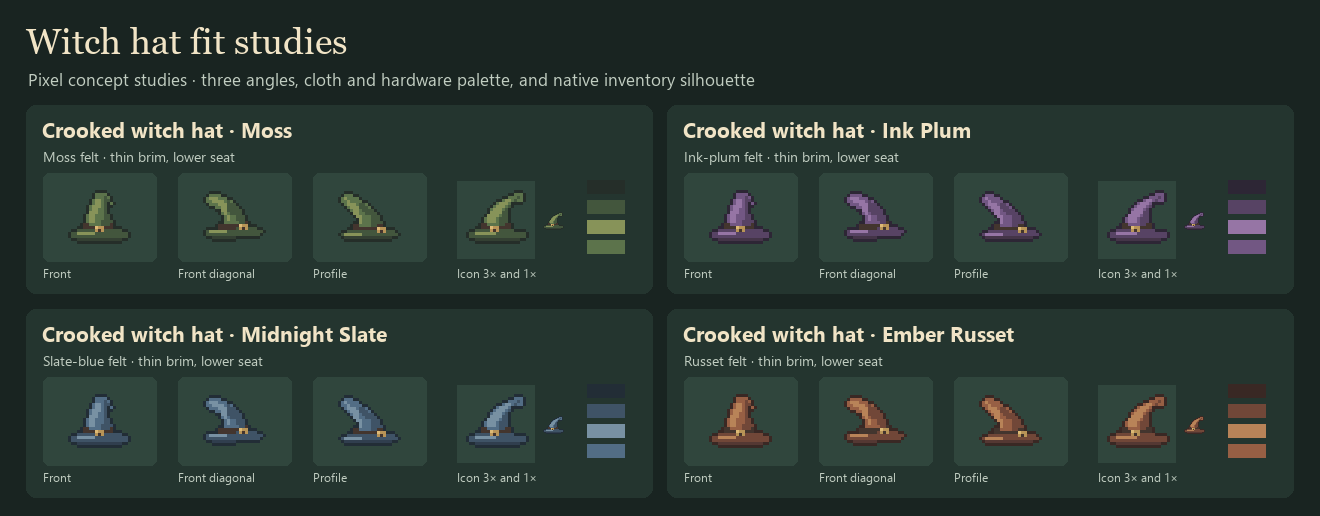 Witch hat fit studies
Pixel concept studies · three angles, cloth and hardware palette, and native inventory silhouette
Crooked witch hat · Moss
Moss felt · thin brim, lower seat
Front
Front diagonal
Profile
Icon 3× and 1×
Crooked witch hat · Ink Plum
Ink-plum felt · thin brim, lower seat
Front
Front diagonal
Profile
Icon 3× and 1×
Crooked witch hat · Midnight Slate
Slate-blue felt · thin brim, lower seat
Front
Front diagonal
Profile
Icon 3× and 1×
Crooked witch hat · Ember Russet
Russet felt · thin brim, lower seat
Front
Front diagonal
Profile
Icon 3× and 1×